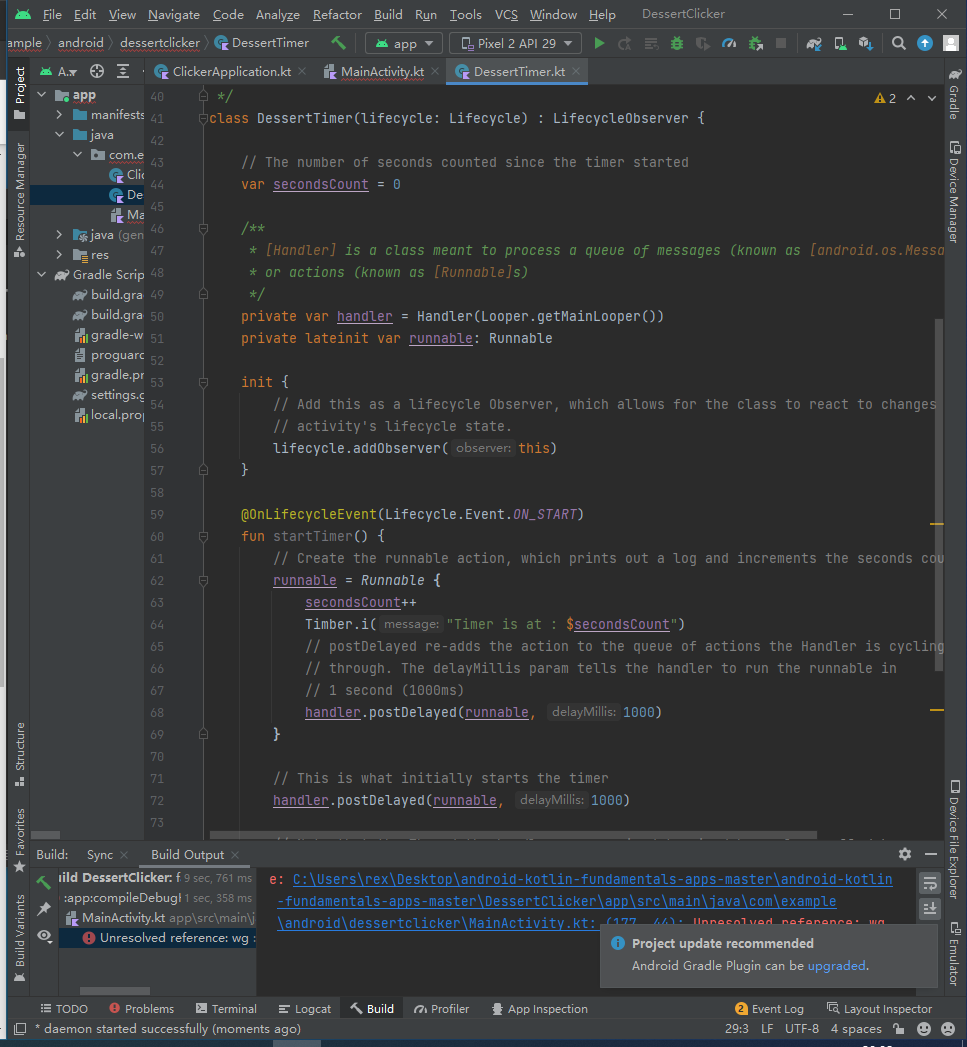 File Edit View Navigate Code Analyze Refactor Build Run Tools VCS Window Help DessertClicker
ample android dessertclicker DessertTimer app Pixel 2 API 29
Project
A... ClickerApplication.kt MainActivity.kt DessertTimer.kt
Resource Manager
Structure
Favorites
Build Variants
app
manifests
java
com.e
Clic
De
Ma
java (gen
res
Gradle Scrip
build.gra
build.gra
gradle-w
proguard
gradle.pr
settings.g
local.prop
2
40 */
41 class DessertTimer(lifecycle: Lifecycle) : LifecycleObserver {
42
43 // The number of seconds counted since the timer started
44 var secondsCount = 0
45
46 /**
47 * [Handler] is a class meant to process a queue of messages (known as [android.os.Messa
48 * or actions (known as [Runnable]s)
49 */
50 private var handler = Handler(Looper.getMainLooper())
51 private lateinit var runnable: Runnable
52
53 init {
54 // Add this as a lifecycle Observer, which allows for the class to react to changes
55 // activity's lifecycle state.
56 lifecycle.addObserver( observer: this)
57 }
58
59 @OnLifecycleEvent(Lifecycle.Event.ON_START)
60 fun startTimer() {
61 // Create the runnable action, which prints out a log and increments the seconds cou
62 runnable = Runnable {
63 secondsCount++
64 Timber.i( message: "Timer is at : $secondsCount")
65 // postDelayed re-adds the action to the queue of actions the Handler is cycling
66 // through. The delayMillis param tells the handler to run the runnable in
67 // 1 second (1000ms)
68 handler.postDelayed(runnable, delayMillis: 1000)
69 }
70
71 // This is what initially starts the timer
72 handler.postDelayed(runnable, delayMillis: 1000)
73
Gradle
Device Manager
Device File Explorer
Emulator
Build: Sync Build Output
uild DessertClicker: f 9 sec, 761 ms
:app:compileDebugl 1 sec, 358 ms
MainActivity.kt app\src\main\j
Unresolved reference: wg :
e: C:\Users\rex\Desktop\android-kotlin-fundamentals-apps-master\android-kotlin
-fundamentals-apps-master\DessertClicker\app\src\main\java\com\example
\android\dessertclicker\MainActivity.kt: (177, 44): Unresolved reference: wg
Project update recommended
Android Gradle Plugin can be upgraded.
TODO Problems Terminal Logcat Build Profiler App Inspection 2 Event Log Layout Inspector
* daemon started successfully (moments ago) 29:3 LF UTF-8 4 spaces